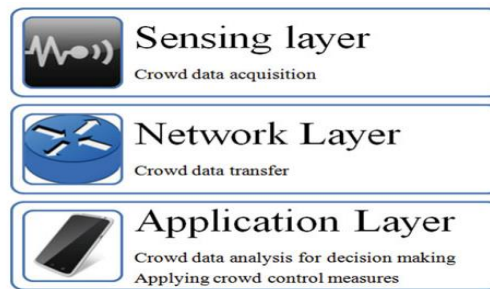 Sensing layer
Crowd data acquisition
Network Layer
Crowd data transfer
Application Layer
Crowd data analysis for decision making
Applying crowd control measures